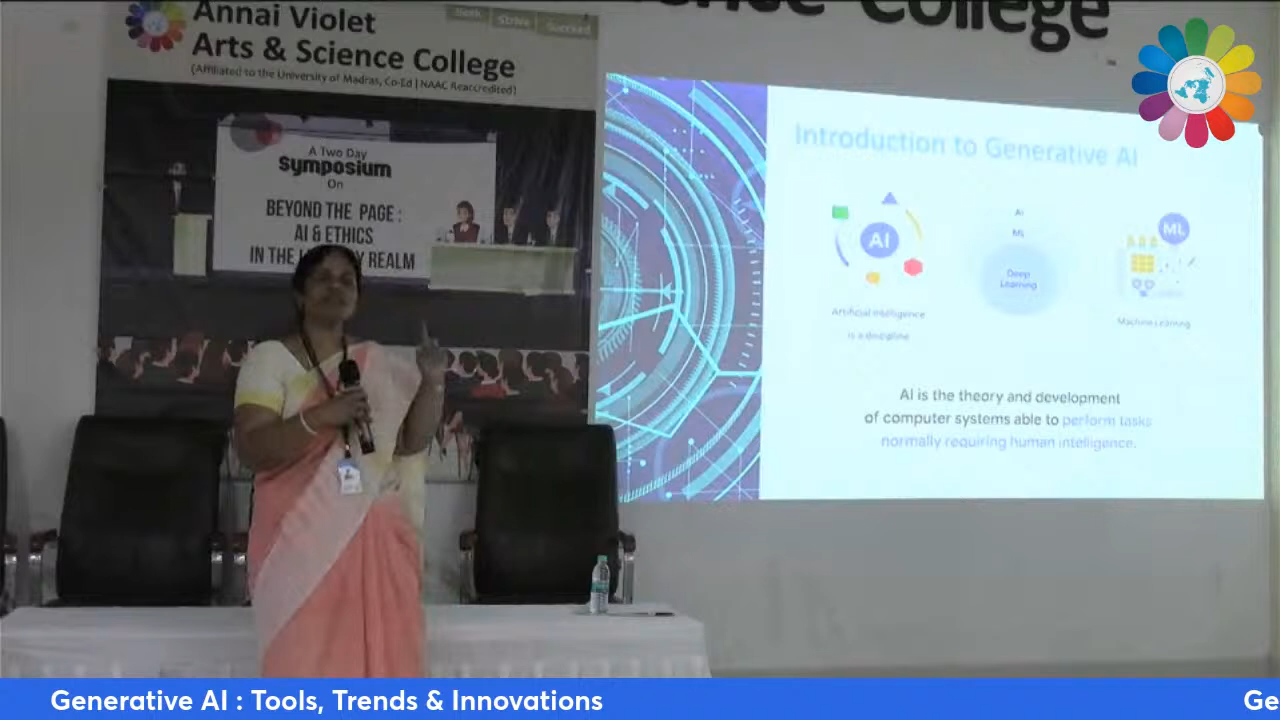 Annai Violet
Arts & Science College
(Affiliated to the University of Madras, Co-Ed | NAAC Reaccredited)
Seek Strive Succeed
College
A Two Day
Symposium
On
BEYOND THE PAGE :
AI & ETHICS
IN THE REALM
Introduction to Generative AI
AI
Artificial Intelligence
is a discipline
AI
ML
Deep
Learning
ML
Machine Learning
AI is the theory and development
of computer systems able to perform tasks
normally requiring human intelligence.
Generative AI : Tools, Trends & Innovations
Ge